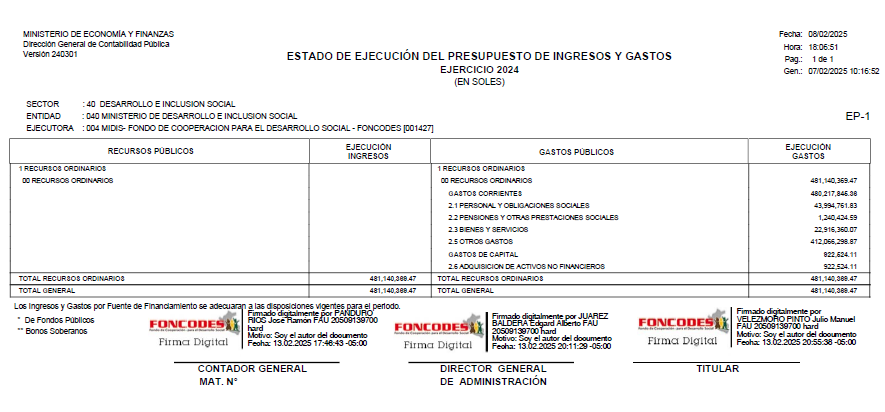 MINISTERIO DE ECONOMÍA Y FINANZAS
Dirección General de Contabilidad Pública
Versión 240301
Fecha: 08/02/2025
Hora: 18:06:51
Pag.: 1 de 1
Gen.: 07/02/2025 10:16:52
ESTADO DE EJECUCIÓN DEL PRESUPUESTO DE INGRESOS Y GASTOS
EJERCICIO 2024
(EN SOLES)
SECTOR : 40 DESARROLLO E INCLUSION SOCIAL
ENTIDAD : 040 MINISTERIO DE DESARROLLO E INCLUSION SOCIAL
EJECUTORA : 004 MIDIS- FONDO DE COOPERACION PARA EL DESARROLLO SOCIAL - FONCODES [001427]
EP-1
RECURSOS PÚBLICOS EJECUCIÓN INGRESOS GASTOS PÚBLICOS EJECUCIÓN GASTOS
1 RECURSOS ORDINARIOS 1 RECURSOS ORDINARIOS
00 RECURSOS ORDINARIOS 00 RECURSOS ORDINARIOS 481,140,369.47
GASTOS CORRIENTES 480,217,845.36
2.1 PERSONAL Y OBLIGACIONES SOCIALES 43,994,761.83
2.2 PENSIONES Y OTRAS PRESTACIONES SOCIALES 1,240,424.59
2.3 BIENES Y SERVICIOS 22,916,360.07
2.5 OTROS GASTOS 412,066,298.87
GASTOS DE CAPITAL 922,524.11
2.6 ADQUISICION DE ACTIVOS NO FINANCIEROS 922,524.11
TOTAL RECURSOS ORDINARIOS 481,140,369.47 TOTAL RECURSOS ORDINARIOS 481,140,369.47
TOTAL GENERAL 481,140,369.47 TOTAL GENERAL 481,140,369.47
Los Ingresos y Gastos por Fuente de Financiamiento se adecuaran a las disposiciones vigentes para el periodo.
* De Fondos Públicos
** Bonos Soberanos
FONCODES
Firma Digital
Firmado digitalmente por PANDURO
RIOS Jose Ramon FAU 20509139700
hard
Motivo: Soy el autor del documento
Fecha: 13.02.2025 17:46:43 -05:00
FONCODES
Firma Digital
Firmado digitalmente por JUAREZ
BALDERA Edgard Alberto FAU
20509139700 hard
Motivo: Soy el autor del documento
Fecha: 13.02.2025 20:11:29 -05:00
FONCODES
Firma Digital
Firmado digitalmente por
VELEZMORO PINTO Julio Manuel
FAU 20509139700 hard
Motivo: Soy el autor del documento
Fecha: 13.02.2025 20:55:38 -05:00
CONTADOR GENERAL
MAT. N°
DIRECTOR GENERAL
DE ADMINISTRACIÓN
TITULAR